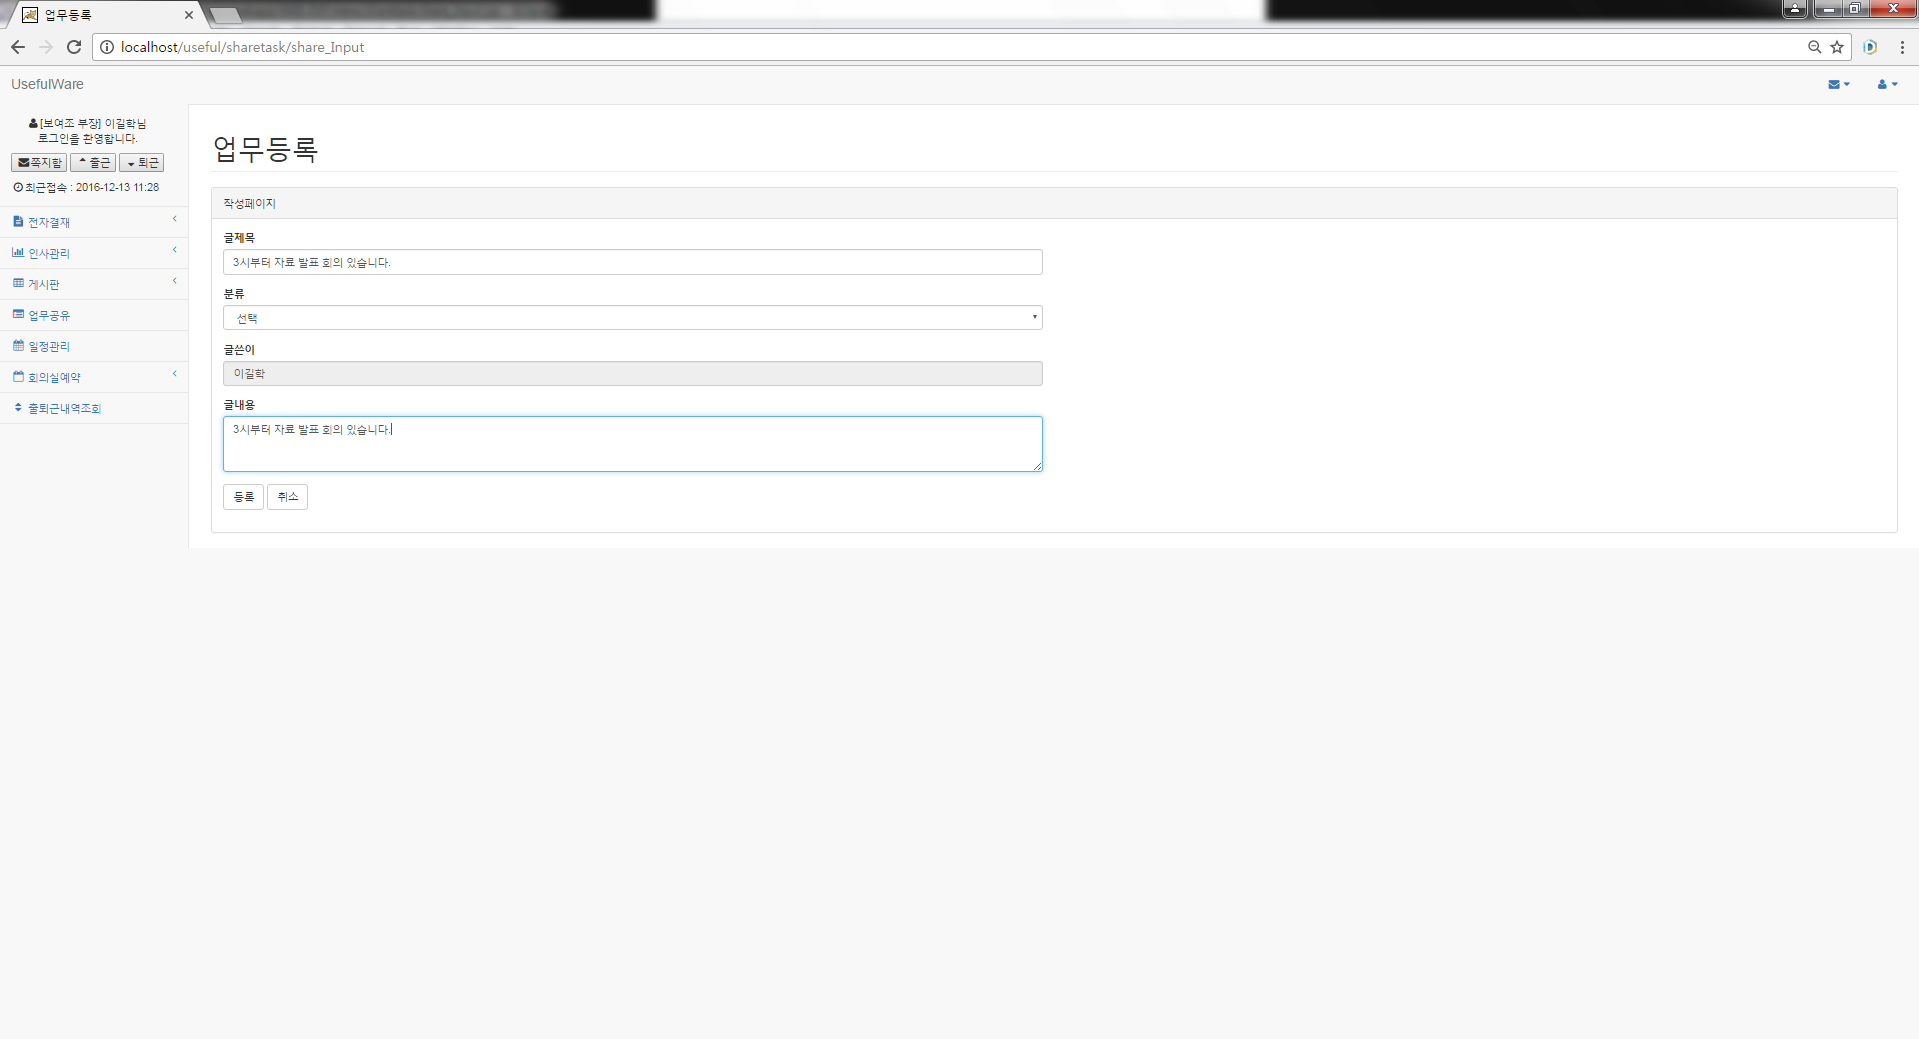 업무등록
localhost/useful/sharetask/share_Input
UsefulWare
[보여조 부장] 이길학님
로그인을 환영합니다.
쪽지함 출근 퇴근
최근접속 : 2016-12-13 11:28
전자결재
인사관리
게시판
업무공유
일정관리
회의실예약
출퇴근내역조회
업무등록
작성페이지
글제목
3시부터 자료 발표 회의 있습니다.
분류
선택
글쓴이
이길학
글내용
3시부터 자료 발표 회의 있습니다.
등록 취소